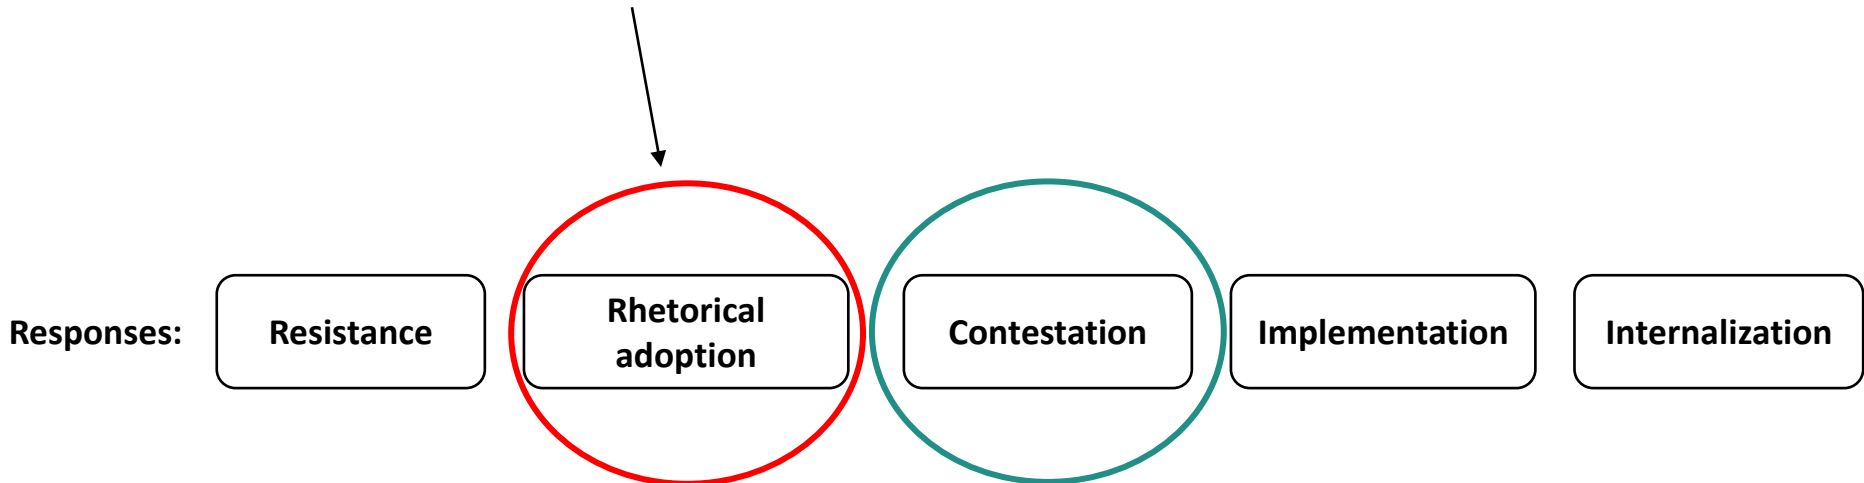 Responses:
Resistance
Rhetorical
adoption
Contestation
Implementation
Internalization